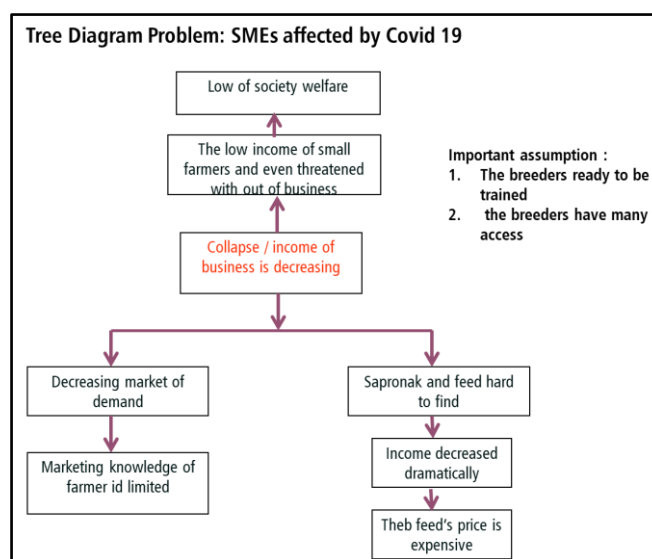 Tree Diagram Problem: SMEs affected by Covid 19
Low of society welfare
The low income of small
farmers and even threatened
with out of business
Important assumption :
1. The breeders ready to be
trained
2. the breeders have many
access
Collapse / income of
business is decreasing
Decreasing market of
demand
Sapronak and feed hard
to find
Marketing knowledge of
farmer id limited
Income decreased
dramatically
Theb feed's price is
expensive